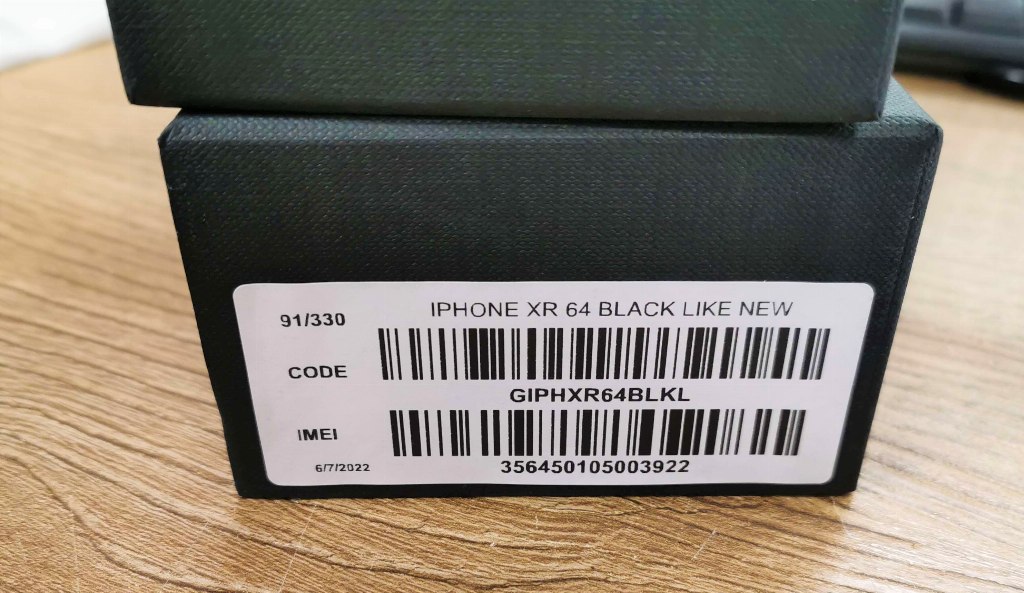 IPHONE XR 64 BLACK LIKE NEW
91/330
CODE
GIPHXR64BLKL
IMEI
356450105003922
6/7/2022